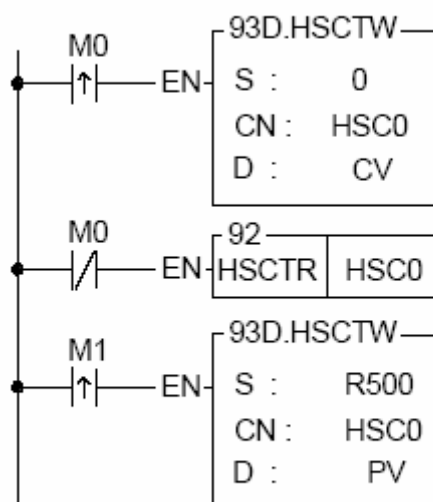 93D.HSCTW
M0
EN
S : 0
CN : HSC0
D : CV
M0
92
EN
HSCTR HSC0
93D.HSCTW
M1
EN
S : R500
CN : HSC0
D : PV